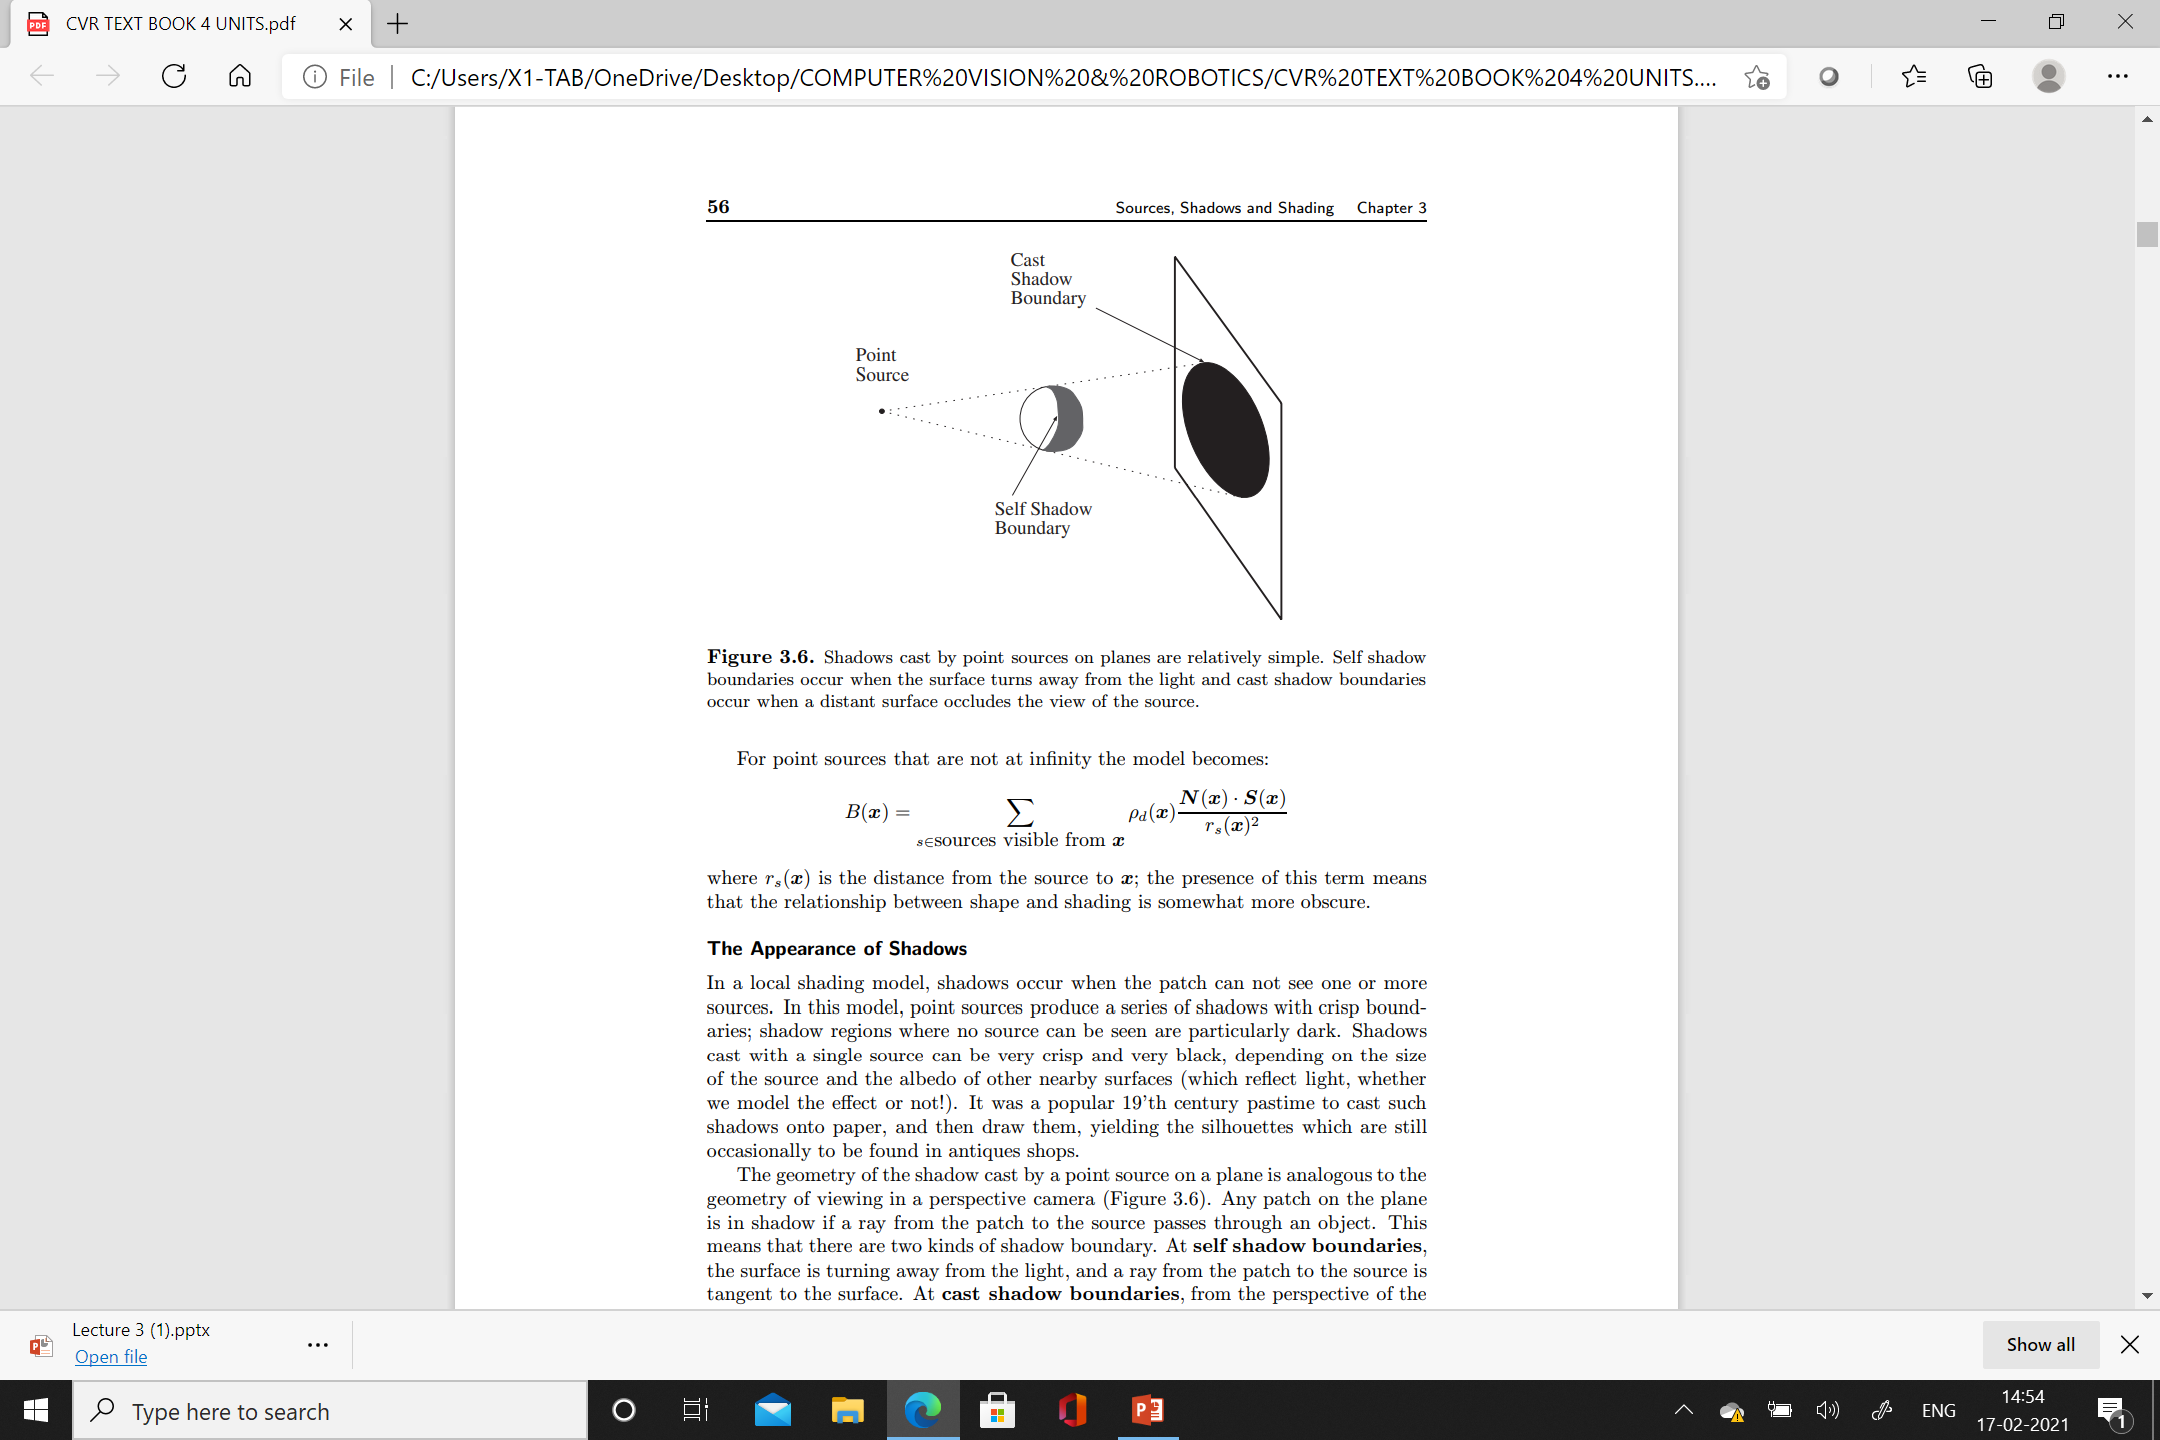 CVR TEXT BOOK 4 UNITS.pdf
File
C:/Users/X1-TAB/OneDrive/Desktop/COMPUTER%20VISION%20&%20ROBOTICS/CVR%20TEXT%20BOOK%204%20UNITS....
56 Sources, Shadows and Shading Chapter 3
Cast
Shadow
Boundary
Point
Source
Self Shadow
Boundary
Figure 3.6. Shadows cast by point sources on planes are relatively simple. Self shadow
boundaries occur when the surface turns away from the light and cast shadow boundaries
occur when a distant surface occludes the view of the source.
For point sources that are not at infinity the model becomes:
B(x) = ∑ s∈sources visible from x ρd(x) N(x) · S(x) / rs(x)²
where rs(x) is the distance from the source to x; the presence of this term means
that the relationship between shape and shading is somewhat more obscure.
The Appearance of Shadows
In a local shading model, shadows occur when the patch can not see one or more
sources. In this model, point sources produce a series of shadows with crisp bound-
aries; shadow regions where no source can be seen are particularly dark. Shadows
cast with a single source can be very crisp and very black, depending on the size
of the source and the albedo of other nearby surfaces (which reflect light, whether
we model the effect or not!). It was a popular 19'th century pastime to cast such
shadows onto paper, and then draw them, yielding the silhouettes which are still
occasionally to be found in antiques shops.
The geometry of the shadow cast by a point source on a plane is analogous to the
geometry of viewing in a perspective camera (Figure 3.6). Any patch on the plane
is in shadow if a ray from the patch to the source passes through an object. This
means that there are two kinds of shadow boundary. At self shadow boundaries,
the surface is turning away from the light, and a ray from the patch to the source is
tangent to the surface. At cast shadow boundaries, from the perspective of the
Lecture 3 (1).pptx
Open file
Show all
Type here to search
ENG
14:54
17-02-2021
1